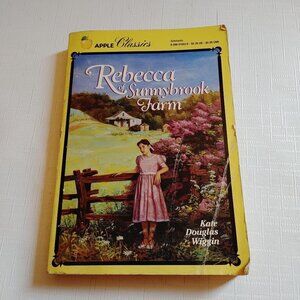 APPLE Classics
Rebecca
of Sunnybrook
Farm
Kate
Douglas
Wiggin